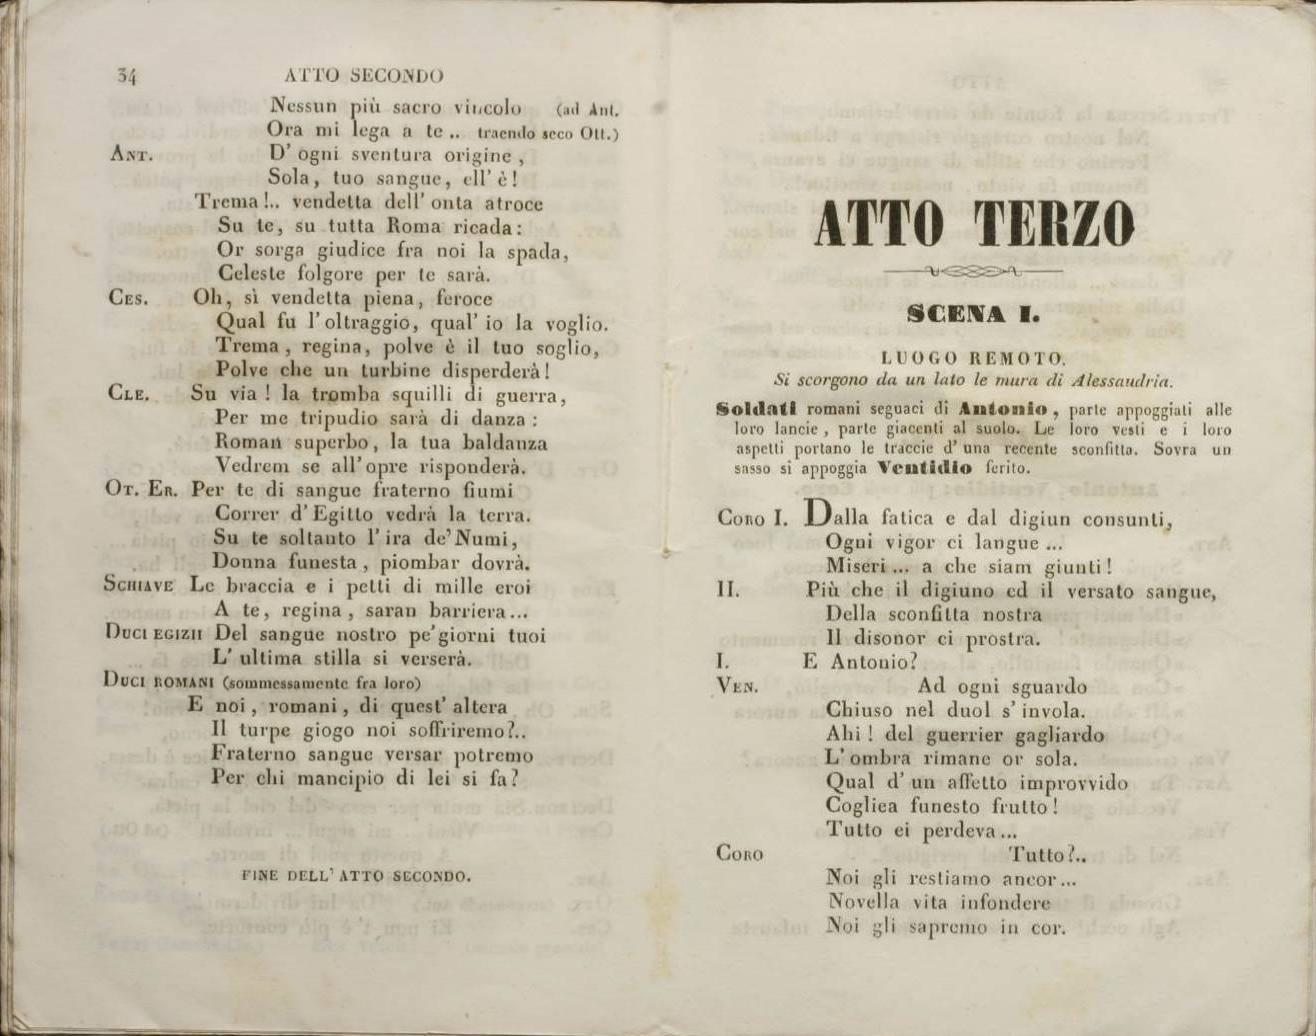 34 ATTO SECONDO
Nessun più sacro vincolo (ad Ant.
Ora mi lega a te .. traendo seco Ott.)
ANT. D' ogni sventura origine ,
Sola, tuo sangue, ell' è!
Trema!.. vendetta dell' onta atroce
Su te, su tutta Roma ricada:
Or sorga giudice fra noi la spada,
Celeste folgore per te sarà.
CES. Oh, sì vendetta piena, feroce
Qual fu l'oltraggio, qual' io la voglio.
Trema, regina, polve è il tuo soglio,
Polve che un turbine disperderà!
CLE. Su via ! la tromba squilli di guerra,
Per me tripudio sarà di danza :
Roman superbo, la tua baldanza
Vedrem se all'opre risponderà.
OT. ER. Per te di sangue fraterno fiumi
Correr d'Egitto vedrà la terra.
Su te soltanto l'ira de'Numi,
Donna funesta, piombar dovrà.
SCHIAVE Le braccia e i petti di mille eroi
A te, regina, saran barriera...
DUCI EGIZII Del sangue nostro pe'giorni tuoi
L' ultima stilla si verserà.
DUCI ROMANI (sommessamente fra loro)
E noi, romani, di quest' altera
Il turpe giogo noi soffriremo?..
Fraterno sangue versar potremo
Per chi mancipio di lei si fa?
FINE DELL' ATTO SECONDO.
ATTO TERZO
SCENA I.
LUOGO REMOTO.
Si scorgono da un lato le mura di Alessandria.
Soldati romani seguaci di Antonio, parte appoggiati alle
loro lancie, parte giacenti al suolo. Le loro vesti e i loro
aspetti portano le traccie d' una recente sconfitta. Sovra un
sasso si appoggia Ventidio ferito.
CORO I. Dalla fatica e dal digiun consunti,
Ogni vigor ci langue ...
Miseri ... a che siam giunti!
II. Più che il digiuno ed il versato sangue,
Della sconfitta nostra
Il disonor ci prostra.
I. E Antonio?
VEN. Ad ogni sguardo
Chiuso nel duol s' invola.
Ahi ! del guerrier gagliardo
L'ombra rimane or sola.
Qual d' un affetto improvvido
Cogliea funesto frutto!
Tutto ei perdeva...
CORO Tutto?..
Noi gli restiamo ancor...
Novella vita infondere
Noi gli sapremo in cor.